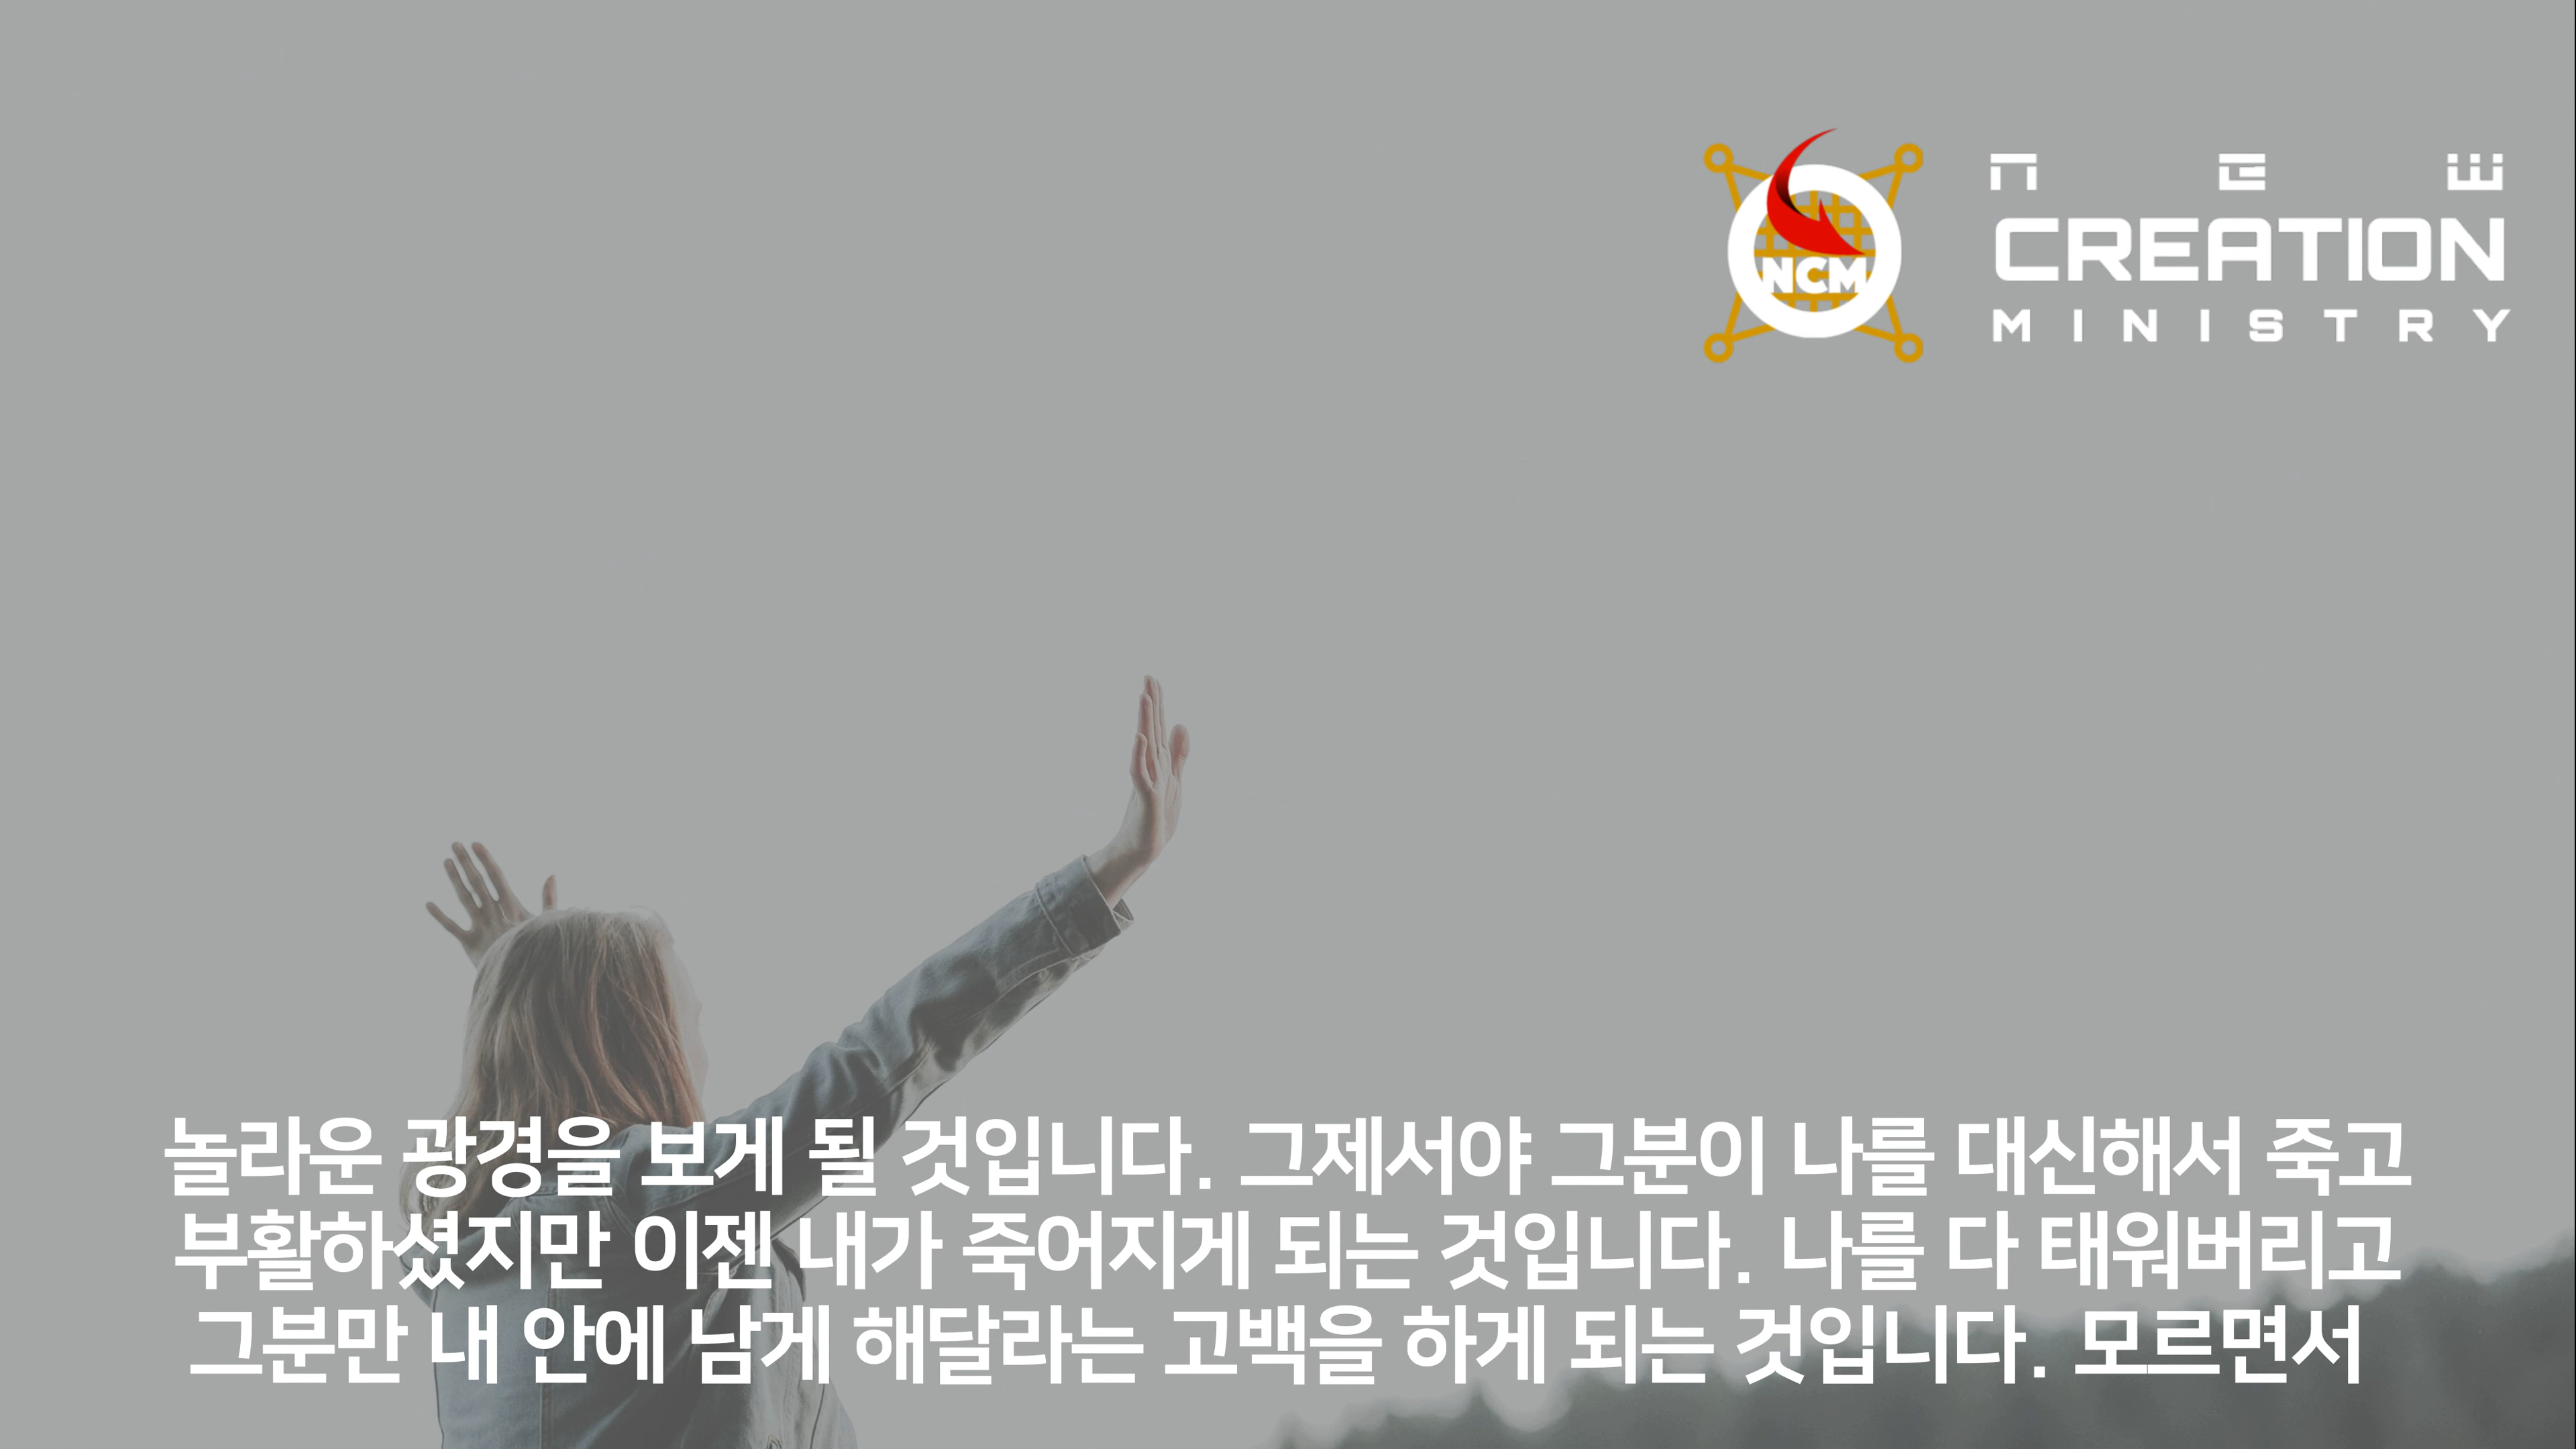 NEW
CREATION
MINISTRY
NCM
놀라운 광경을 보게 될 것입니다. 그제서야 그분이 나를 대신해서 죽고
부활하셨지만 이젠 내가 죽어지게 되는 것입니다. 나를 다 태워버리고
그분만 내 안에 남게 해달라는 고백을 하게 되는 것입니다. 모르면서